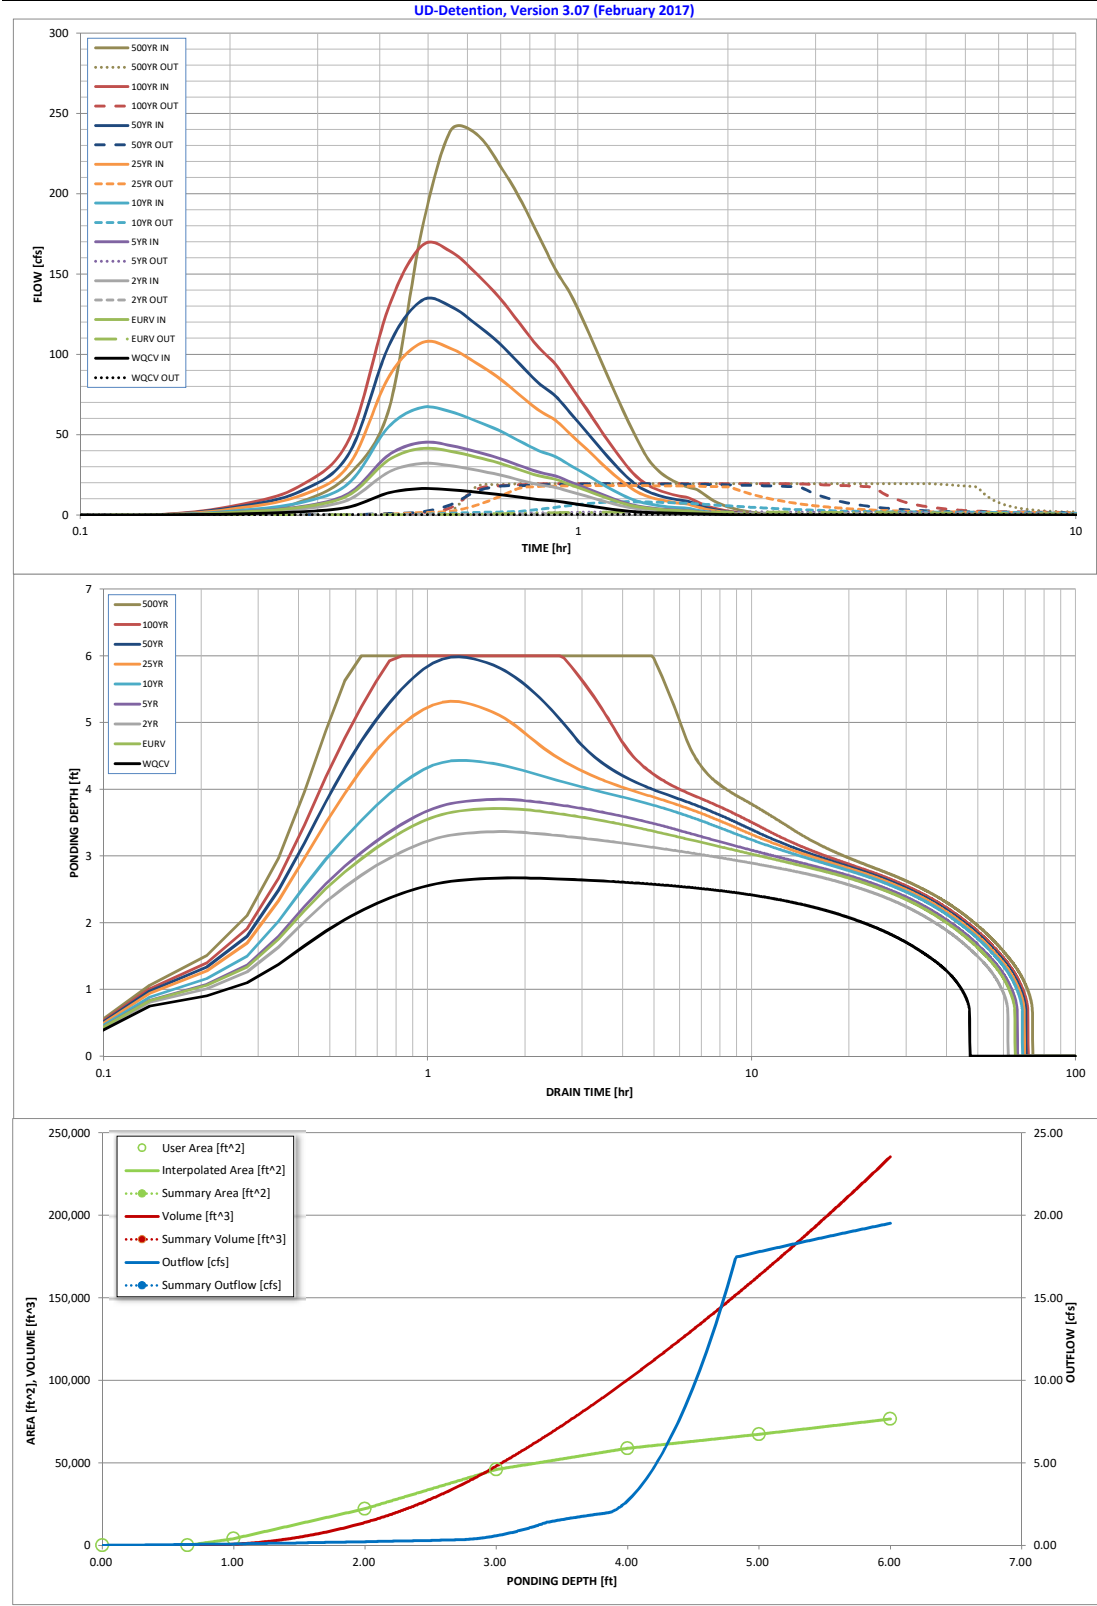 UD-Detention, Version 3.07 (February 2017)
300
250
200
150
100
50
0
FLOW [cfs]
500YR IN
500YR OUT
100YR IN
100YR OUT
50YR IN
50YR OUT
25YR IN
25YR OUT
10YR IN
10YR OUT
5YR IN
5YR OUT
2YR IN
2YR OUT
EURV IN
EURV OUT
WQCV IN
WQCV OUT
0.1
1
10
TIME [hr]
7
6
5
4
3
2
1
0
PONDING DEPTH [ft]
500YR
100YR
50YR
25YR
10YR
5YR
2YR
EURV
WQCV
0.1
1
10
100
DRAIN TIME [hr]
250,000
200,000
150,000
100,000
50,000
0
AREA [ft^2], VOLUME [ft^3]
User Area [ft^2]
Interpolated Area [ft^2]
Summary Area [ft^2]
Volume [ft^3]
Summary Volume [ft^3]
Outflow [cfs]
Summary Outflow [cfs]
25.00
20.00
15.00
10.00
5.00
0.00
OUTFLOW [cfs]
0.00
1.00
2.00
3.00
4.00
5.00
6.00
7.00
PONDING DEPTH [ft]